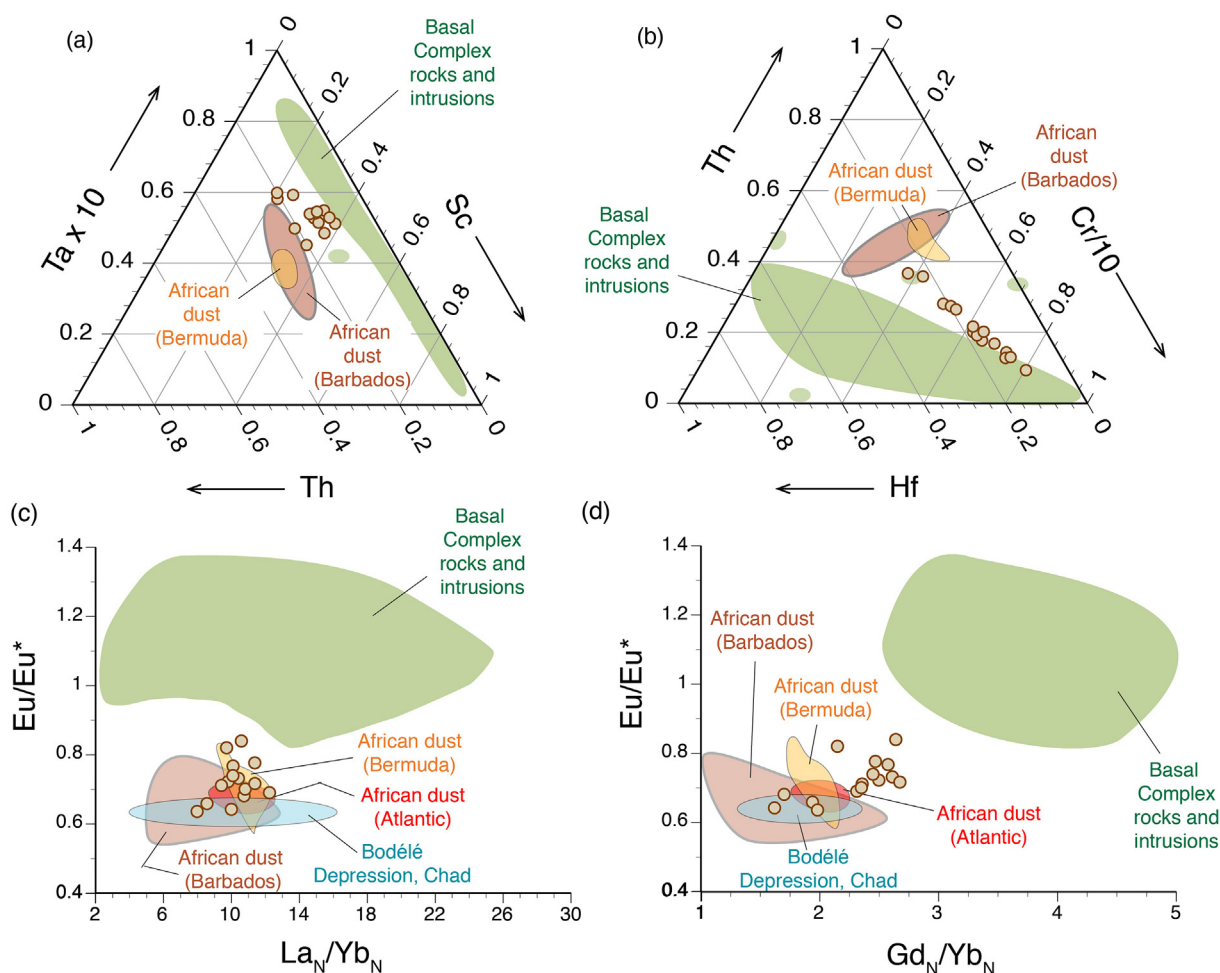 (a)
Basal
Complex
rocks and
intrusions
Ta x 10
Sc
Th
1
0.8
0.6
0.4
0.2
0
0
0.2
0.4
0.6
0.8
1
1
0.8
0.6
0.4
0.2
0
African
dust
(Bermuda)
African
dust
(Barbados)
(b)
Th
Cr/10
Hf
1
0.8
0.6
0.4
0.2
0
0
0.2
0.4
0.6
0.8
1
1
0.8
0.6
0.4
0.2
0
African
dust
(Barbados)
African dust
(Bermuda)
Basal
Complex
rocks and
intrusions
(c)
Basal
Complex
rocks and
intrusions
Eu/Eu*
1.4
1.2
1
0.8
0.6
0.4
African dust
(Bermuda)
African dust
(Atlantic)
Bodélé
Depression, Chad
African dust
(Barbados)
2
6
10
14
18
22
26
30
LaN/YbN
(d)
Eu/Eu*
1.4
1.2
1
0.8
0.6
0.4
African dust
(Barbados)
African dust
(Bermuda)
African dust
(Atlantic)
Bodélé
Depression, Chad
Basal
Complex
rocks and
intrusions
1
2
3
4
5
GdN/YbN